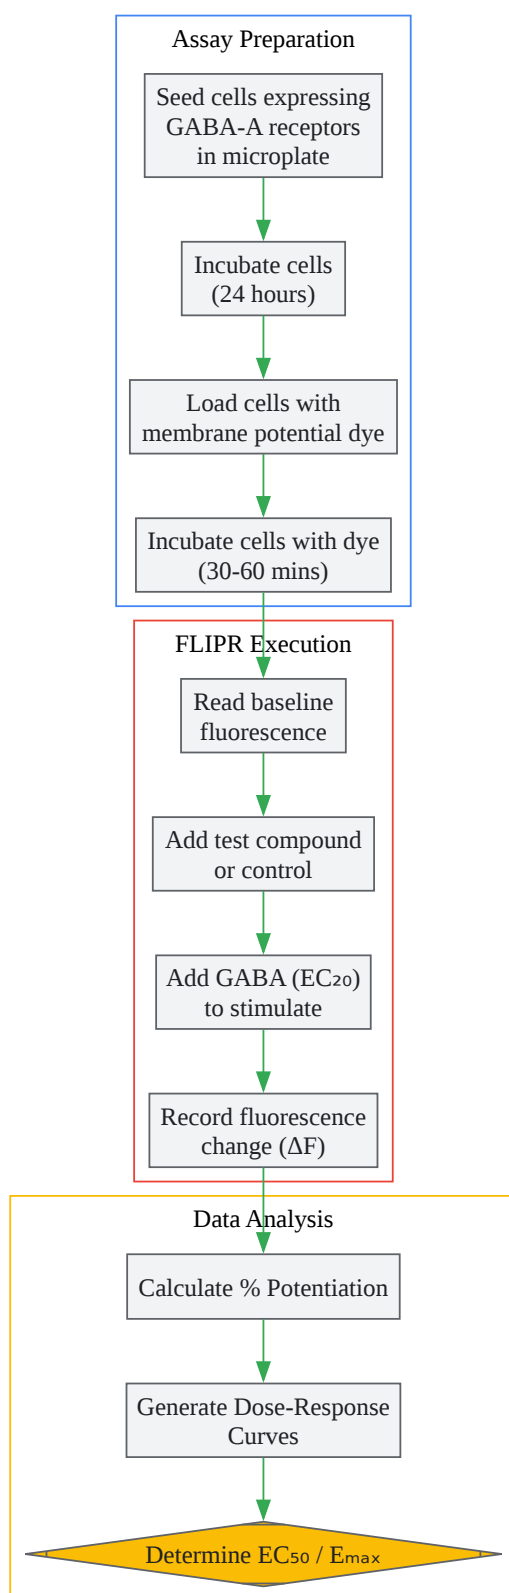 Assay Preparation
Seed cells expressing
GABA-A receptors
in microplate
Incubate cells
(24 hours)
Load cells with
membrane potential dye
Incubate cells with dye
(30-60 mins)
FLIPR Execution
Read baseline
fluorescence
Add test compound
or control
Add GABA (EC₂₀)
to stimulate
Record fluorescence
change (ΔF)
Data Analysis
Calculate % Potentiation
Generate Dose-Response
Curves
Determine EC₅₀ / Eₘₐₓ